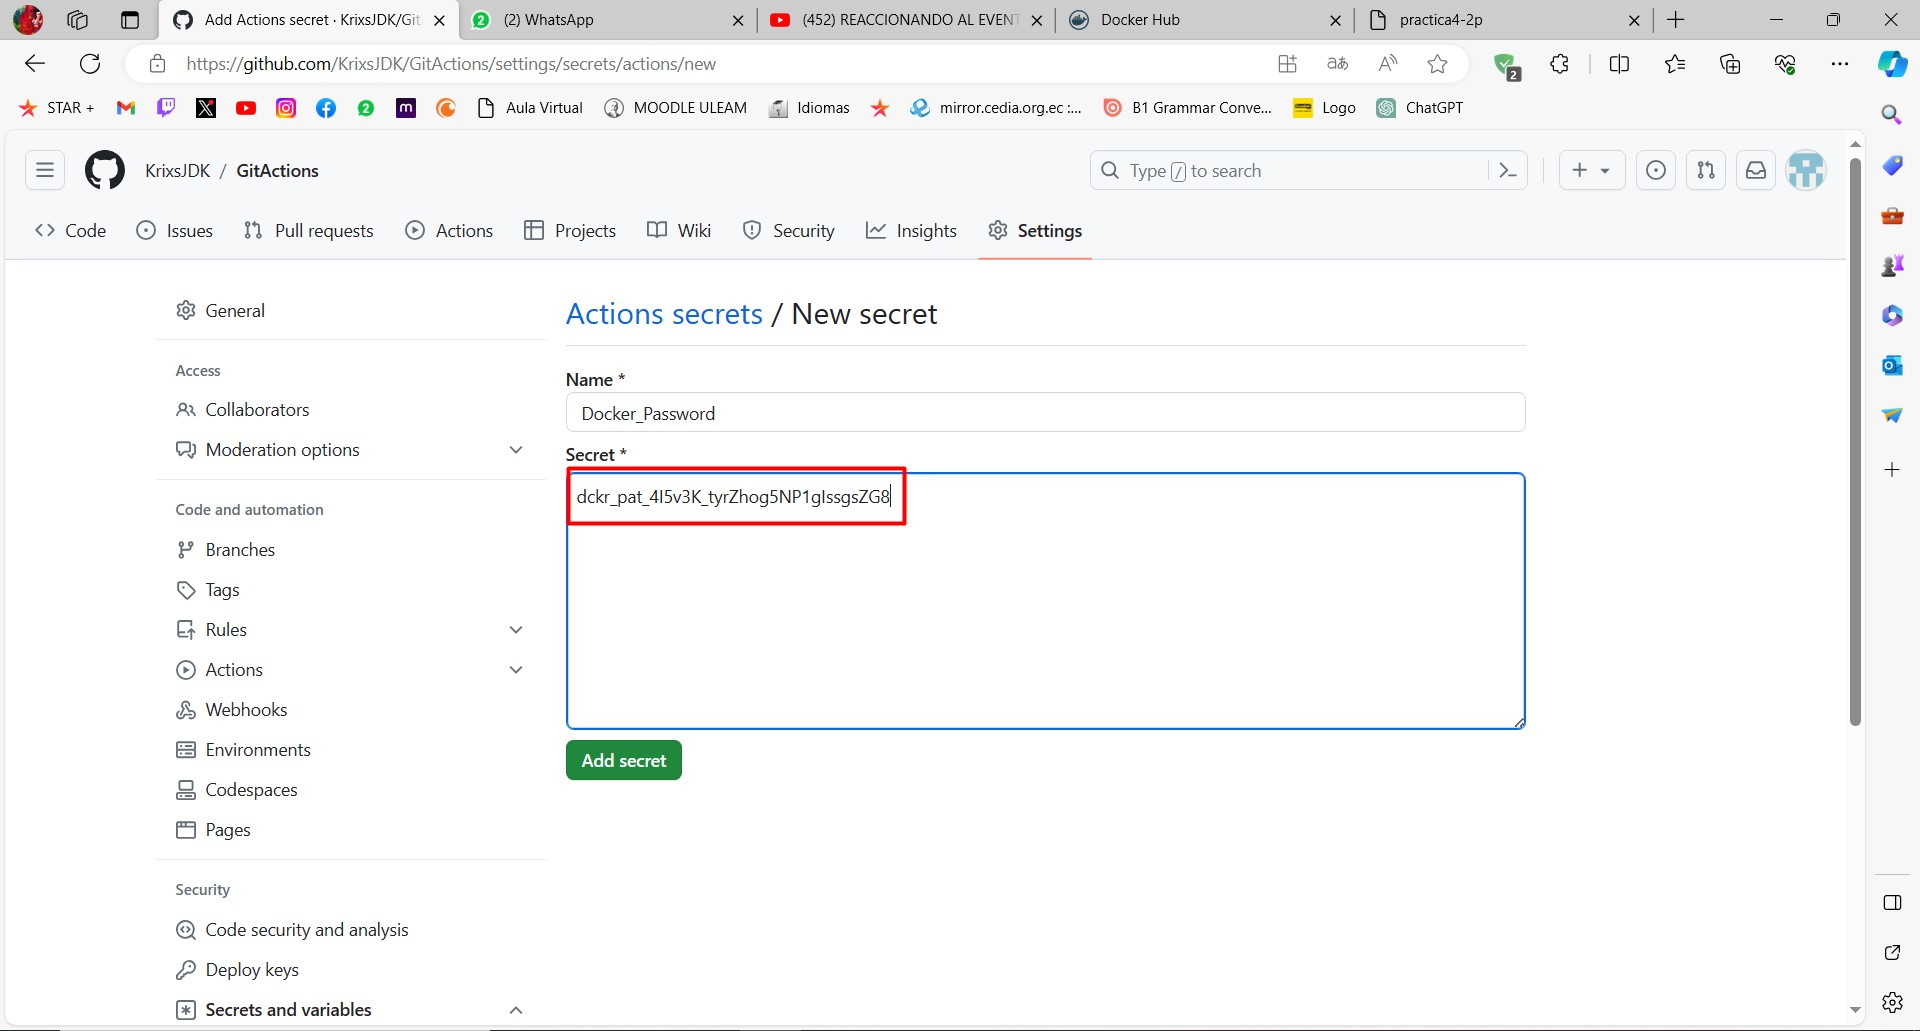 Add Actions secret · KrixsJDK/Git
(2) WhatsApp
(452) REACCIONANDO AL EVENT
Docker Hub
practica4-2p
https://github.com/KrixsJDK/GitActions/settings/secrets/actions/new
2
STAR +
Aula Virtual
MOODLE ULEAM
Idiomas
mirror.cedia.org.ec :...
B1 Grammar Conve...
Logo
ChatGPT
KrixsJDK / GitActions
Type / to search
Code
Issues
Pull requests
Actions
Projects
Wiki
Security
Insights
Settings
General
Access
Collaborators
Moderation options
Code and automation
Branches
Tags
Rules
Actions
Webhooks
Environments
Codespaces
Pages
Security
Code security and analysis
Deploy keys
Secrets and variables
Actions secrets / New secret
Name *
Docker_Password
Secret *
Add secret